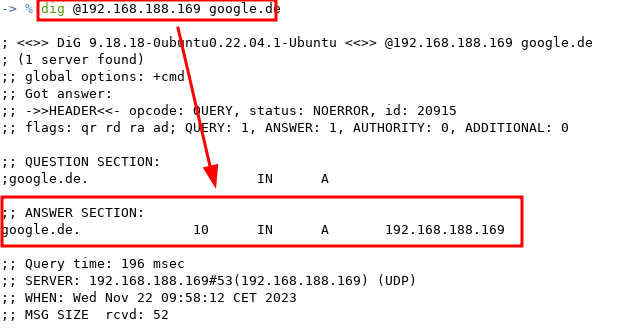 -> % dig @192.168.188.169 google.de
; <<>> DiG 9.18.18-0ubuntu0.22.04.1-Ubuntu <<>> @192.168.188.169 google.de
; (1 server found)
;; global options: +cmd
;; Got answer:
;; ->>HEADER<<- opcode: QUERY, status: NOERROR, id: 20915
;; flags: qr rd ra ad; QUERY: 1, ANSWER: 1, AUTHORITY: 0, ADDITIONAL: 0
;; QUESTION SECTION:
;google.de. IN A
;; ANSWER SECTION:
google.de. 10 IN A 192.168.188.169
;; Query time: 196 msec
;; SERVER: 192.168.188.169#53(192.168.188.169) (UDP)
;; WHEN: Wed Nov 22 09:58:12 CET 2023
;; MSG SIZE rcvd: 52